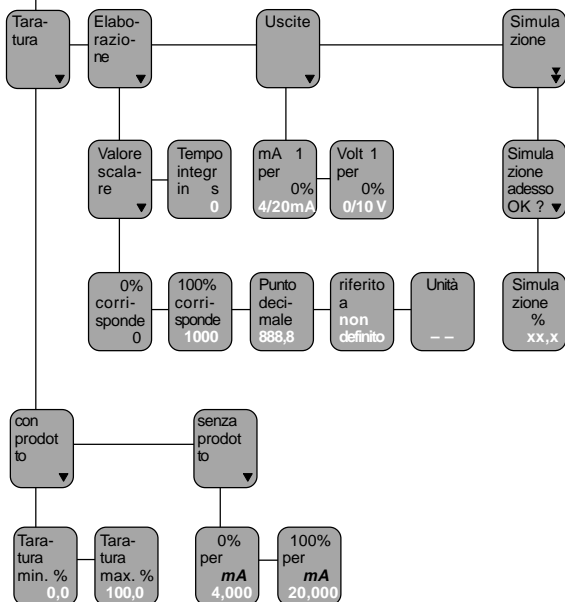 Tara-
tura
Elabo-
razio-
ne
Uscite
Simula
zione
Valore
scala-
re
Tempo
integr
in s
0
mA 1
per
0%
4/20mA
Volt 1
per
0%
0/10 V
Simula
zione
adesso
OK ?
0%
corri-
sponde
0
100%
corri-
sponde
1000
Punto
deci-
male
888,8
riferito
a
non
definito
Unità
– –
Simula
zione
%
xx,x
con
prodot
to
senza
prodot
to
Tara-
tura
min. %
0,0
Tara-
tura
max. %
100,0
0%
per
mA
4,000
100%
per
mA
20,000